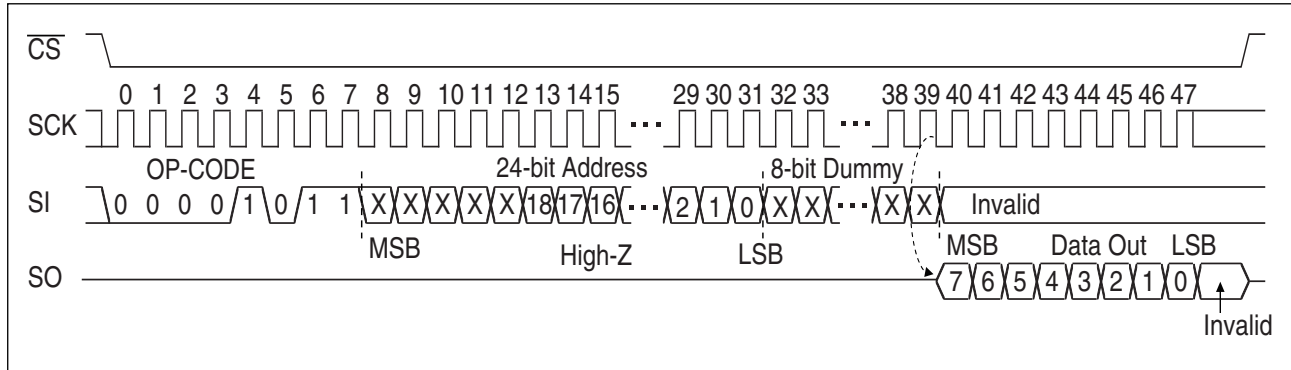 CS
0 1 2 3 4 5 6 7 8 9 10 11 12 13 14 15 29 30 31 32 33 38 39 40 41 42 43 44 45 46 47
SCK
OP-CODE 24-bit Address 8-bit Dummy
SI 0 0 0 0 1 0 1 1 X X X X X 18 17 16 2 1 0 X X X X Invalid
MSB High-Z LSB MSB Data Out LSB
SO 7 6 5 4 3 2 1 0
Invalid